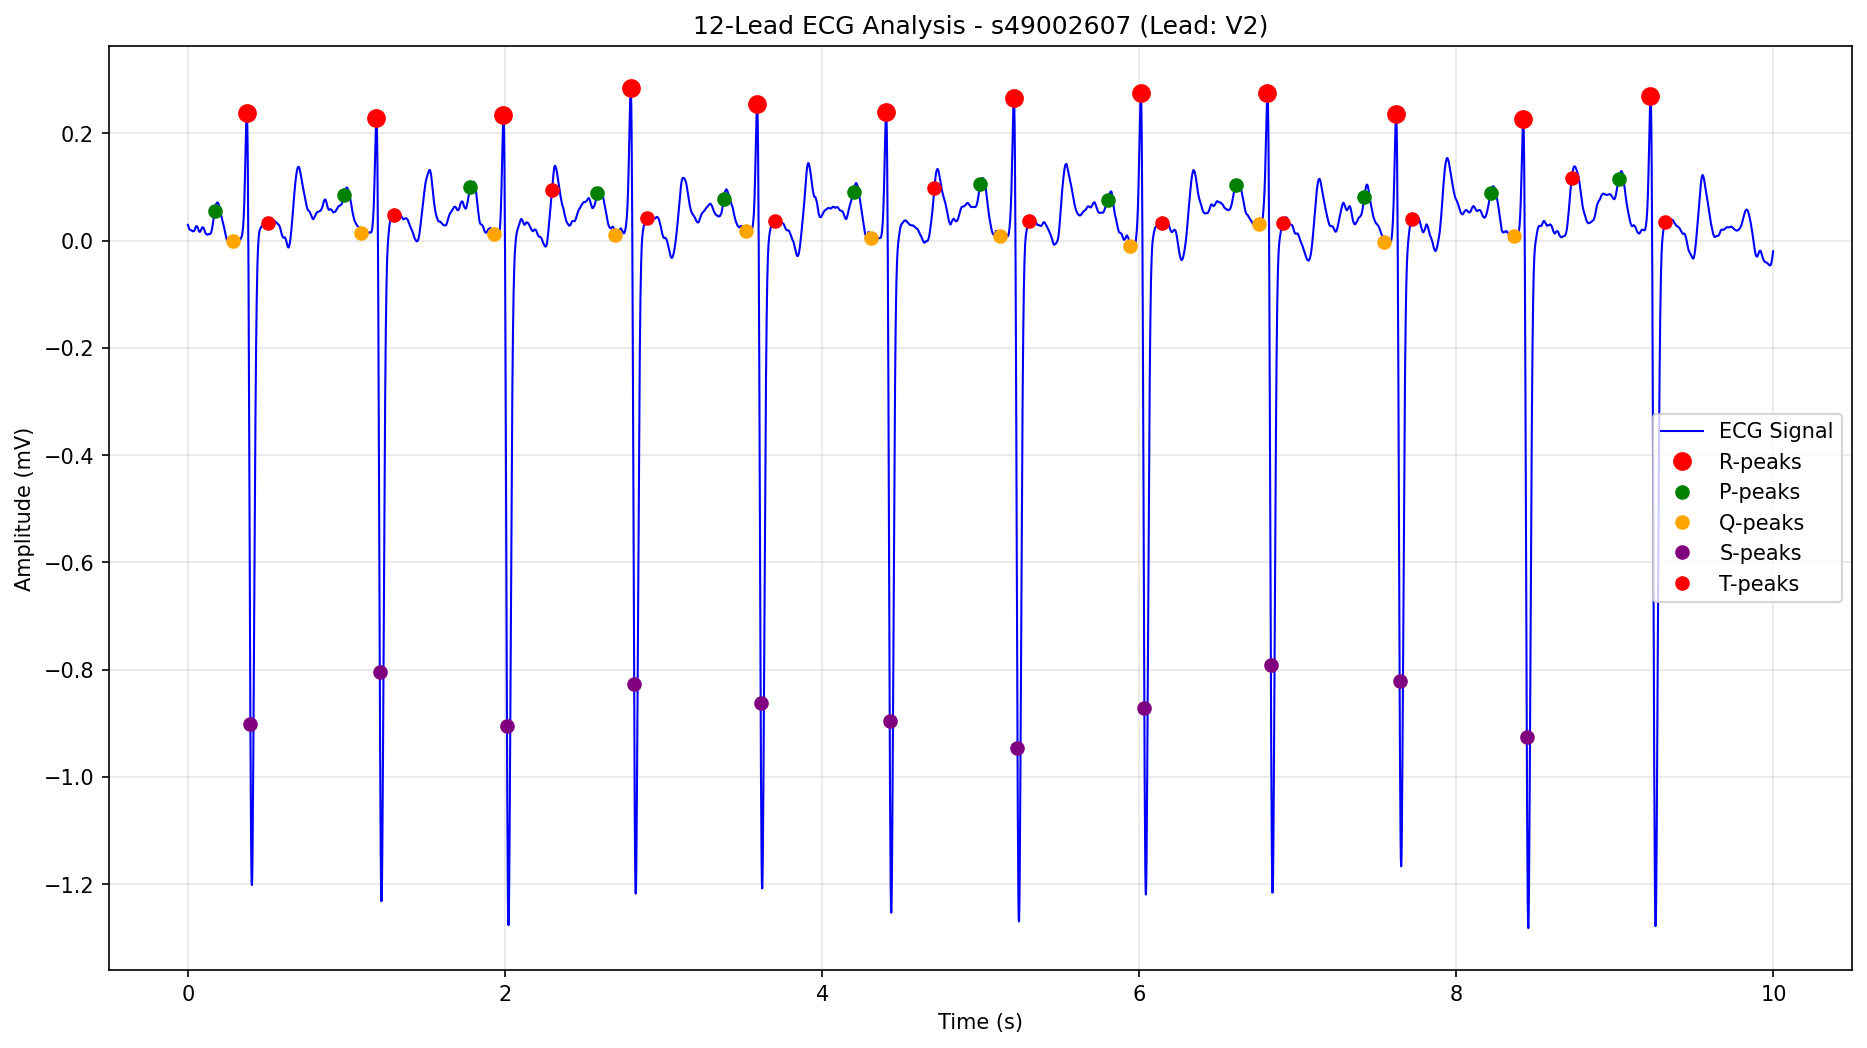 12-Lead ECG Analysis - s49002607 (Lead: V2)
Amplitude (mV)
0.2
0.0
−0.2
−0.4
−0.6
−0.8
−1.0
−1.2
ECG Signal
R-peaks
P-peaks
Q-peaks
S-peaks
T-peaks
0 2 4 6 8 10
Time (s)